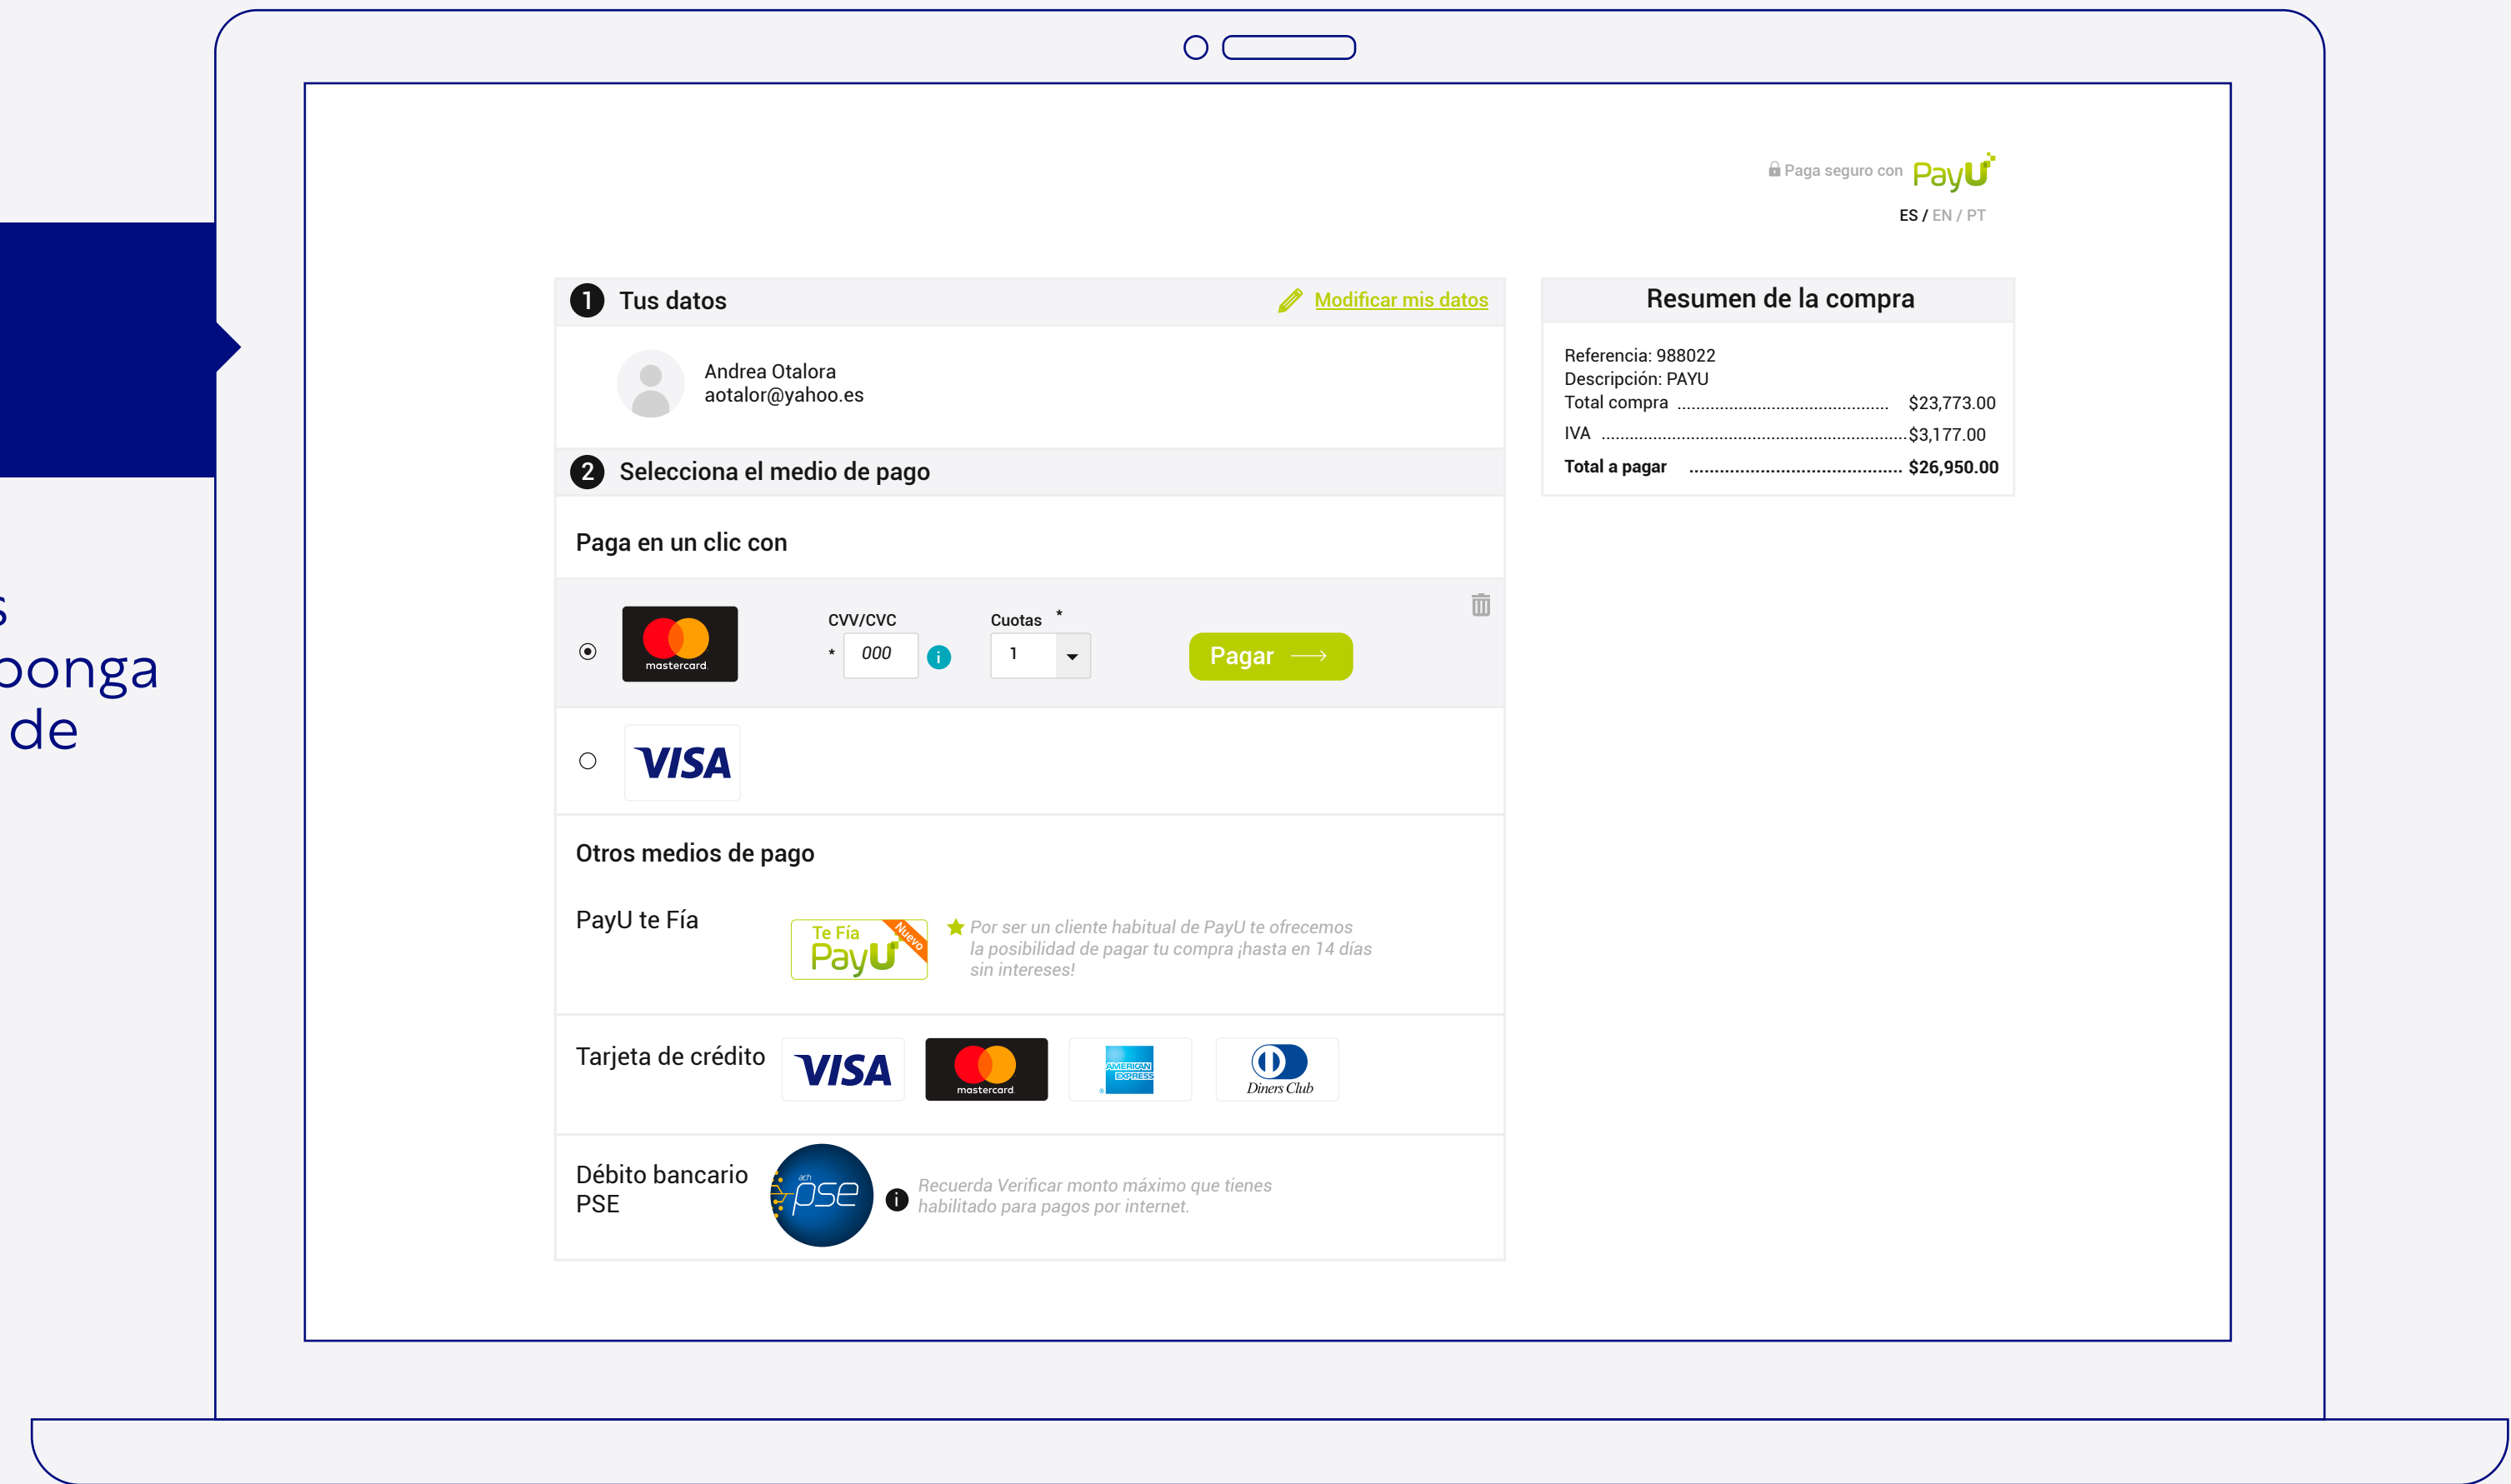 ponga
de
Paga seguro con PayU
ES / EN / PT
1 Tus datos
Modificar mis datos
Andrea Otalora
aotalor@yahoo.es
2 Selecciona el medio de pago
Paga en un clic con
mastercard.
CVV/CVC
* 000
i
Cuotas *
1
Pagar
VISA
Otros medios de pago
PayU te Fía
Te Fía
PayU
Nuevo
Por ser un cliente habitual de PayU te ofrecemos
la posibilidad de pagar tu compra ¡hasta en 14 días
sin intereses!
Tarjeta de crédito
VISA
mastercard.
AMERICAN
EXPRESS
®
Diners Club
Débito bancario
PSE
ach
pse
i
Recuerda Verificar monto máximo que tienes
habilitado para pagos por internet.
Resumen de la compra
Referencia: 988022
Descripción: PAYU
Total compra ............................................. $23,773.00
IVA .................................................................$3,177.00
Total a pagar ............................................. $26,950.00